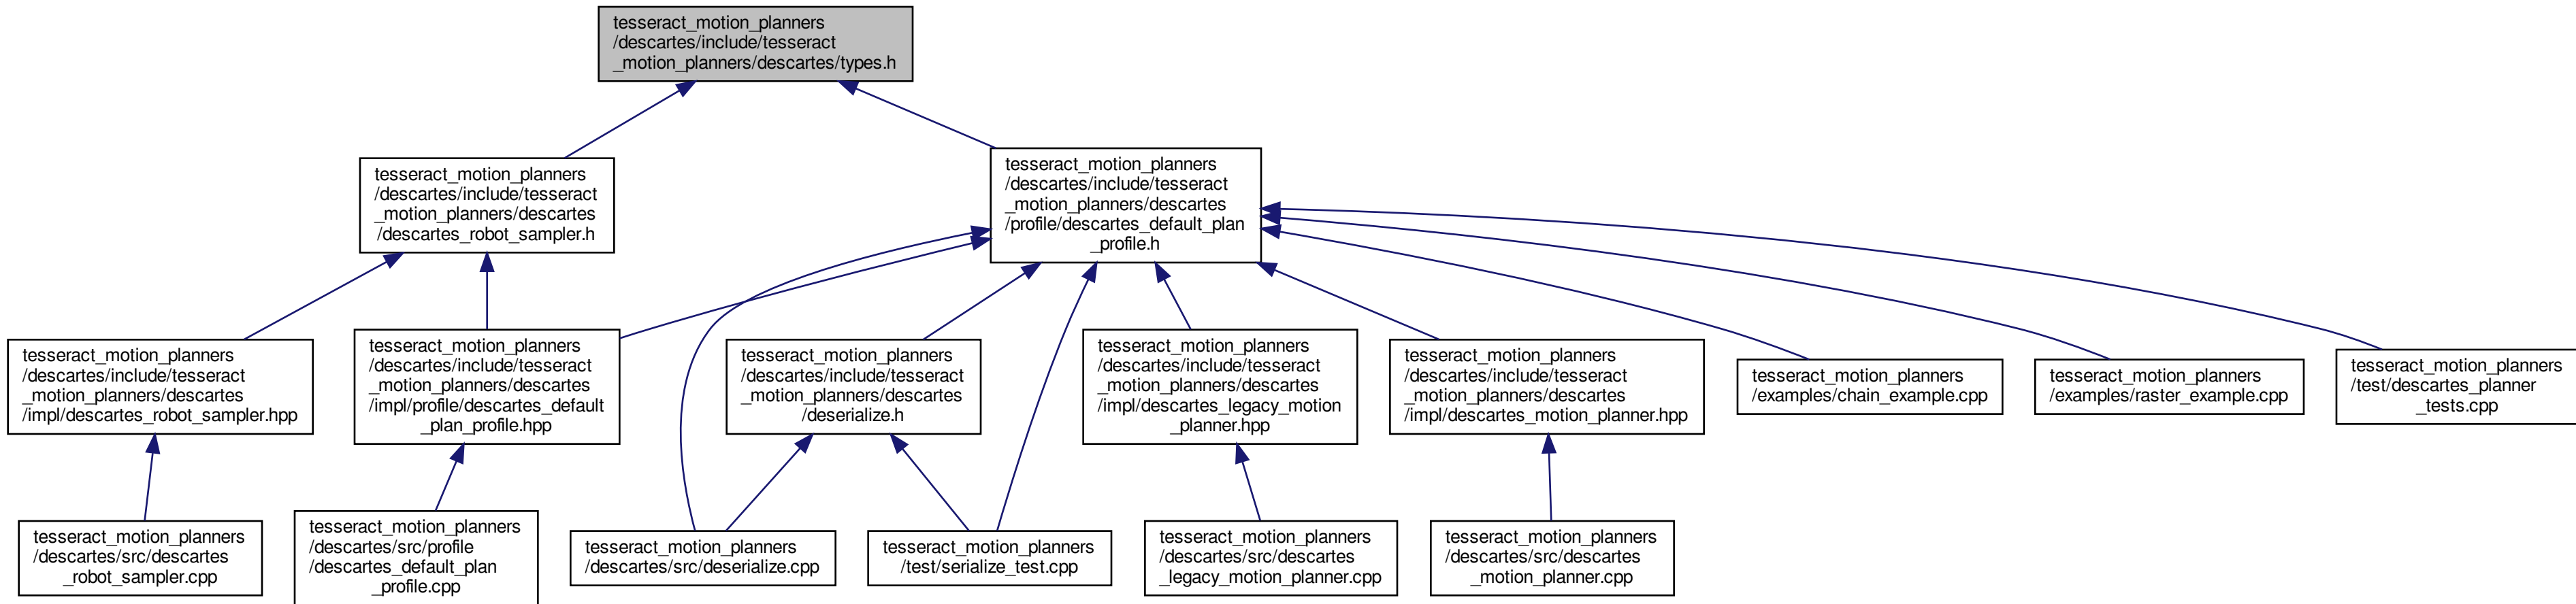 tesseract_motion_planners
/descartes/include/tesseract
_motion_planners/descartes/types.h
tesseract_motion_planners
/descartes/include/tesseract
_motion_planners/descartes
/descartes_robot_sampler.h
tesseract_motion_planners
/descartes/include/tesseract
_motion_planners/descartes
/profile/descartes_default_plan
_profile.h
tesseract_motion_planners
/descartes/include/tesseract
_motion_planners/descartes
/impl/descartes_robot_sampler.hpp
tesseract_motion_planners
/descartes/include/tesseract
_motion_planners/descartes
/impl/profile/descartes_default
_plan_profile.hpp
tesseract_motion_planners
/descartes/include/tesseract
_motion_planners/descartes
/deserialize.h
tesseract_motion_planners
/descartes/include/tesseract
_motion_planners/descartes
/impl/descartes_legacy_motion
_planner.hpp
tesseract_motion_planners
/descartes/include/tesseract
_motion_planners/descartes
/impl/descartes_motion_planner.hpp
tesseract_motion_planners
/examples/chain_example.cpp
tesseract_motion_planners
/examples/raster_example.cpp
tesseract_motion_planners
/test/descartes_planner
_tests.cpp
tesseract_motion_planners
/descartes/src/descartes
_robot_sampler.cpp
tesseract_motion_planners
/descartes/src/profile
/descartes_default_plan
_profile.cpp
tesseract_motion_planners
/descartes/src/deserialize.cpp
tesseract_motion_planners
/test/serialize_test.cpp
tesseract_motion_planners
/descartes/src/descartes
_legacy_motion_planner.cpp
tesseract_motion_planners
/descartes/src/descartes
_motion_planner.cpp